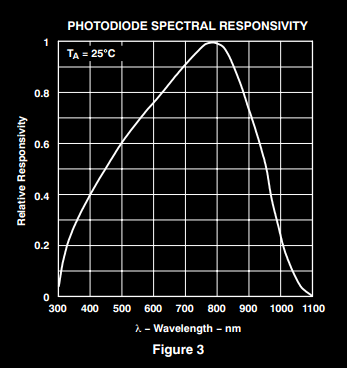 PHOTODIODE SPECTRAL RESPONSIVITY
1
TA = 25°C
0.8
0.6
0.4
0.2
0
Relative Responsivity
300 400 500 600 700 800 900 1000 1100
λ – Wavelength – nm
Figure 3